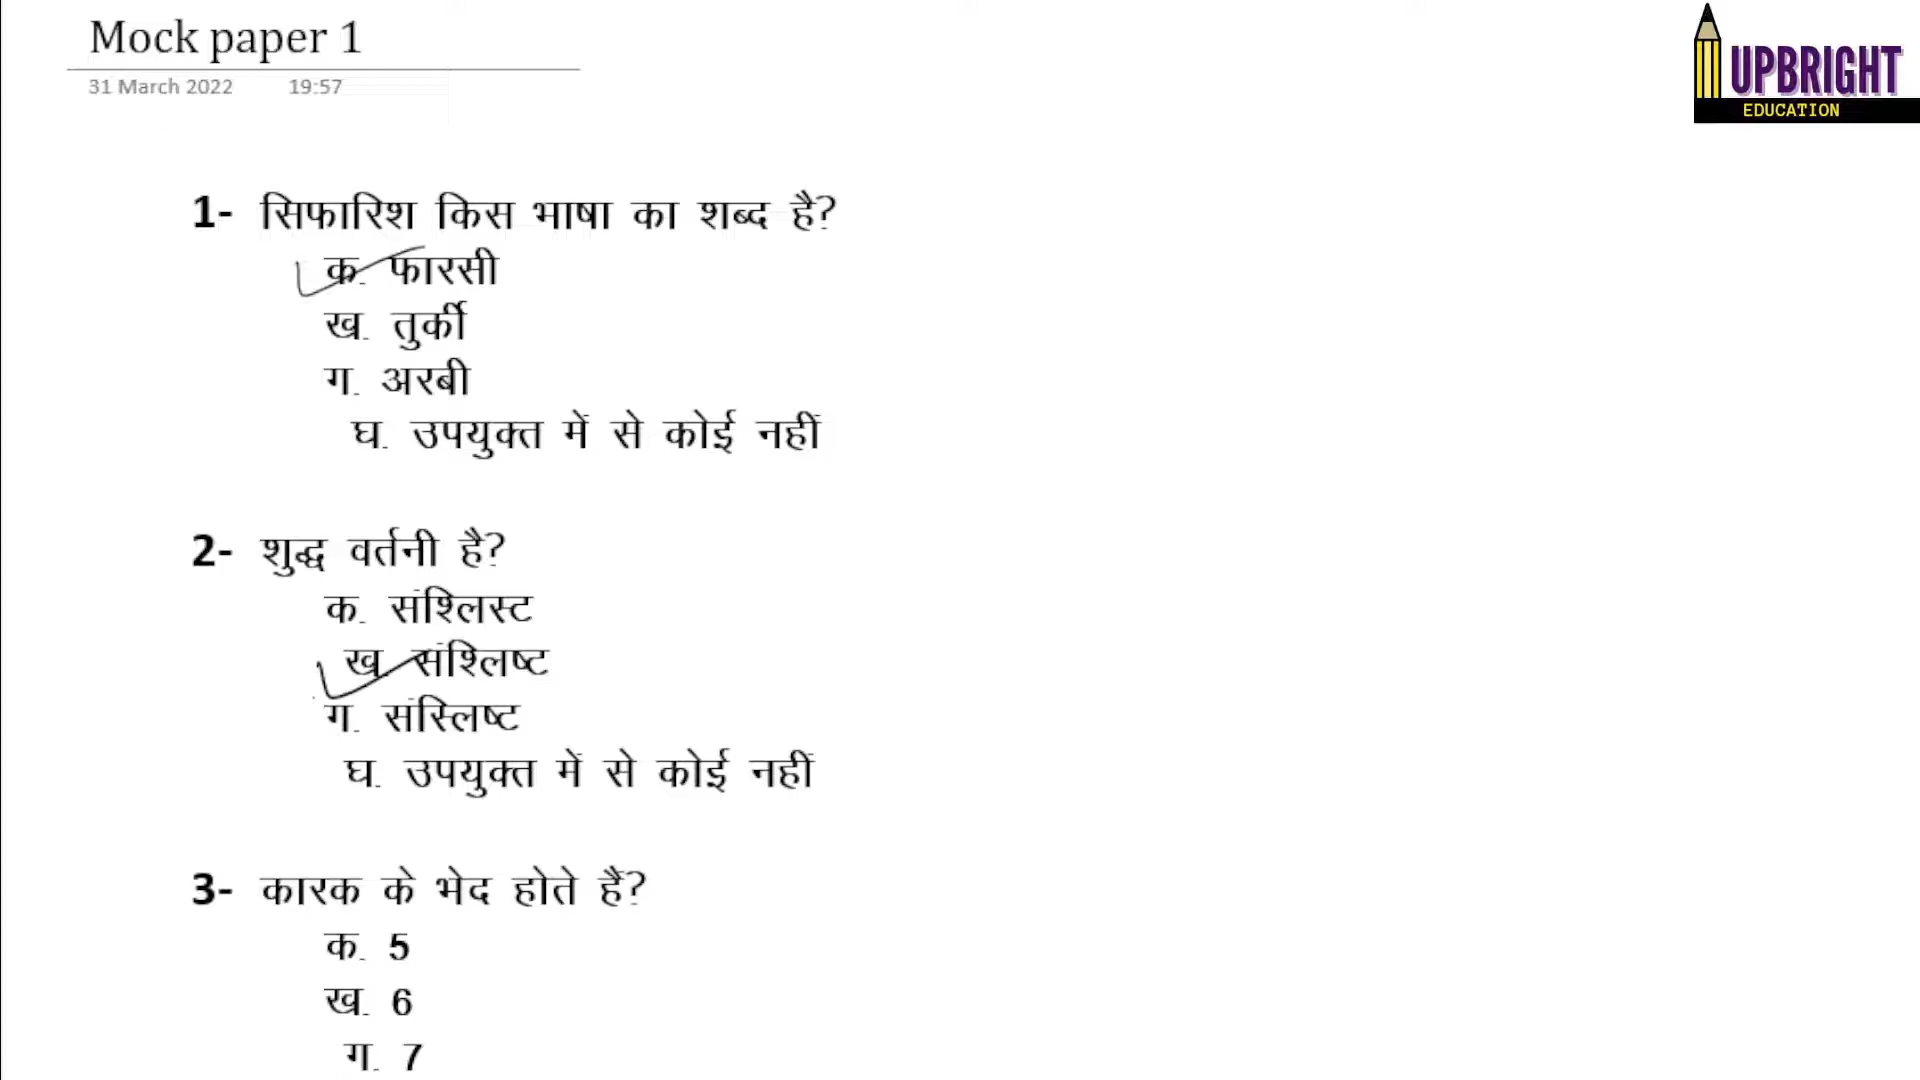 Mock paper 1
31 March 2022 19:57
UPBRIGHT
EDUCATION
1- सिफारिश किस भाषा का शब्द है?
क. फारसी
ख. तुर्की
ग. अरबी
घ. उपयुक्त में से कोई नहीं
2- शुद्ध वर्तनी है?
क. संश्लिस्ट
ख. संश्लिष्ट
ग. संस्लिष्ट
घ. उपयुक्त में से कोई नहीं
3- कारक के भेद होते हैं?
क. 5
ख. 6
ग. 7